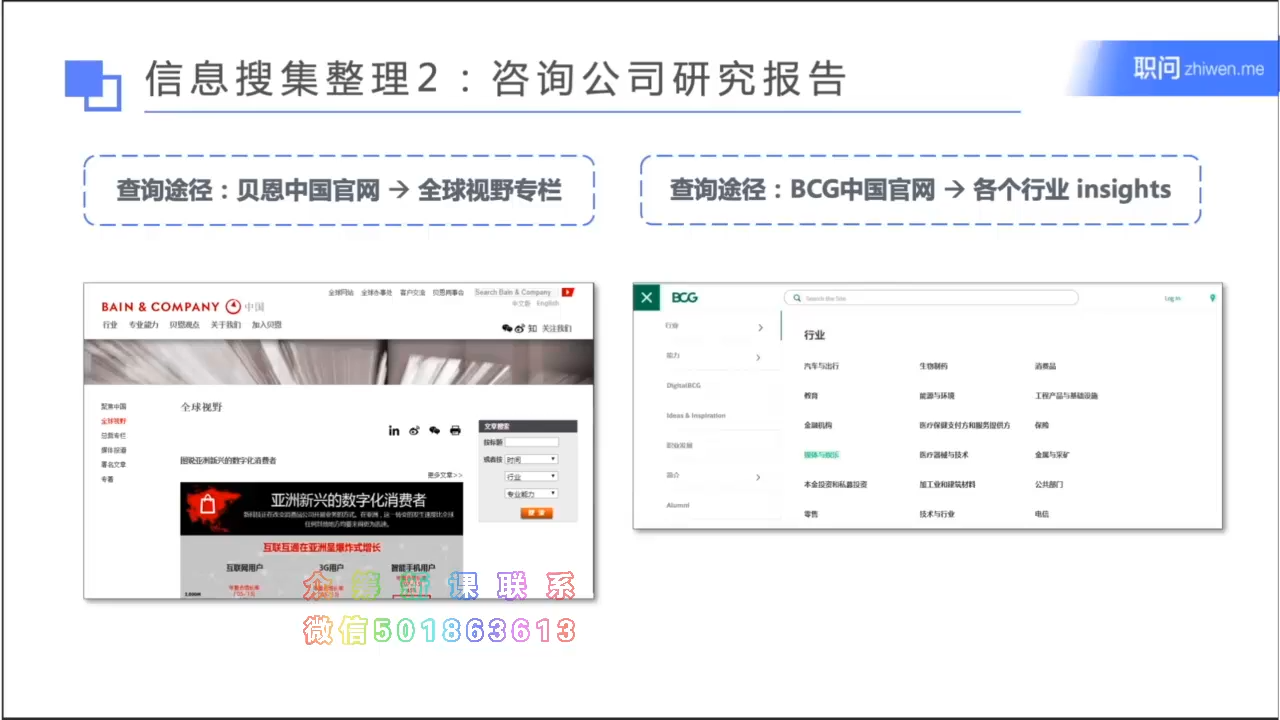 信息搜集整理2：咨询公司研究报告
职问 zhiwen.me
查询途径：贝恩中国官网 → 全球视野专栏
查询途径：BCG中国官网 → 各个行业 insights
全球网站 全球办事处 客户交流 贝恩同事会 Search Bain & Company
中文版 English
BAIN & COMPANY 中国
行业 专业能力 贝恩观点 关于我们 加入贝恩
知 关注我们
聚焦中国
全球视野
总裁专栏
媒体报道
署名文章
专著
全球视野
图说亚洲新兴的数字化消费者
更多文章>>
亚洲新兴的数字化消费者
互联互通在亚洲呈爆炸式增长
互联网用户 3G用户 智能手机用户
文章搜索
按标题
或者按 时间
行业
专业能力
搜索
BCG
Search the Site
Log In
行业
能力
DigitalBCG
Ideas & Inspiration
职业发展
简介
Alumni
行业
汽车与出行 生物制药 消费品
教育 能源与环境 工程产品与基础设施
金融机构 医疗保健支付方和服务提供方 保险
媒体与娱乐 医疗器械与技术 金属与采矿
本金投资和私募投资 加工业和建筑材料 公共部门
零售 技术与行业 电信
众筹 课联系
微信501863613